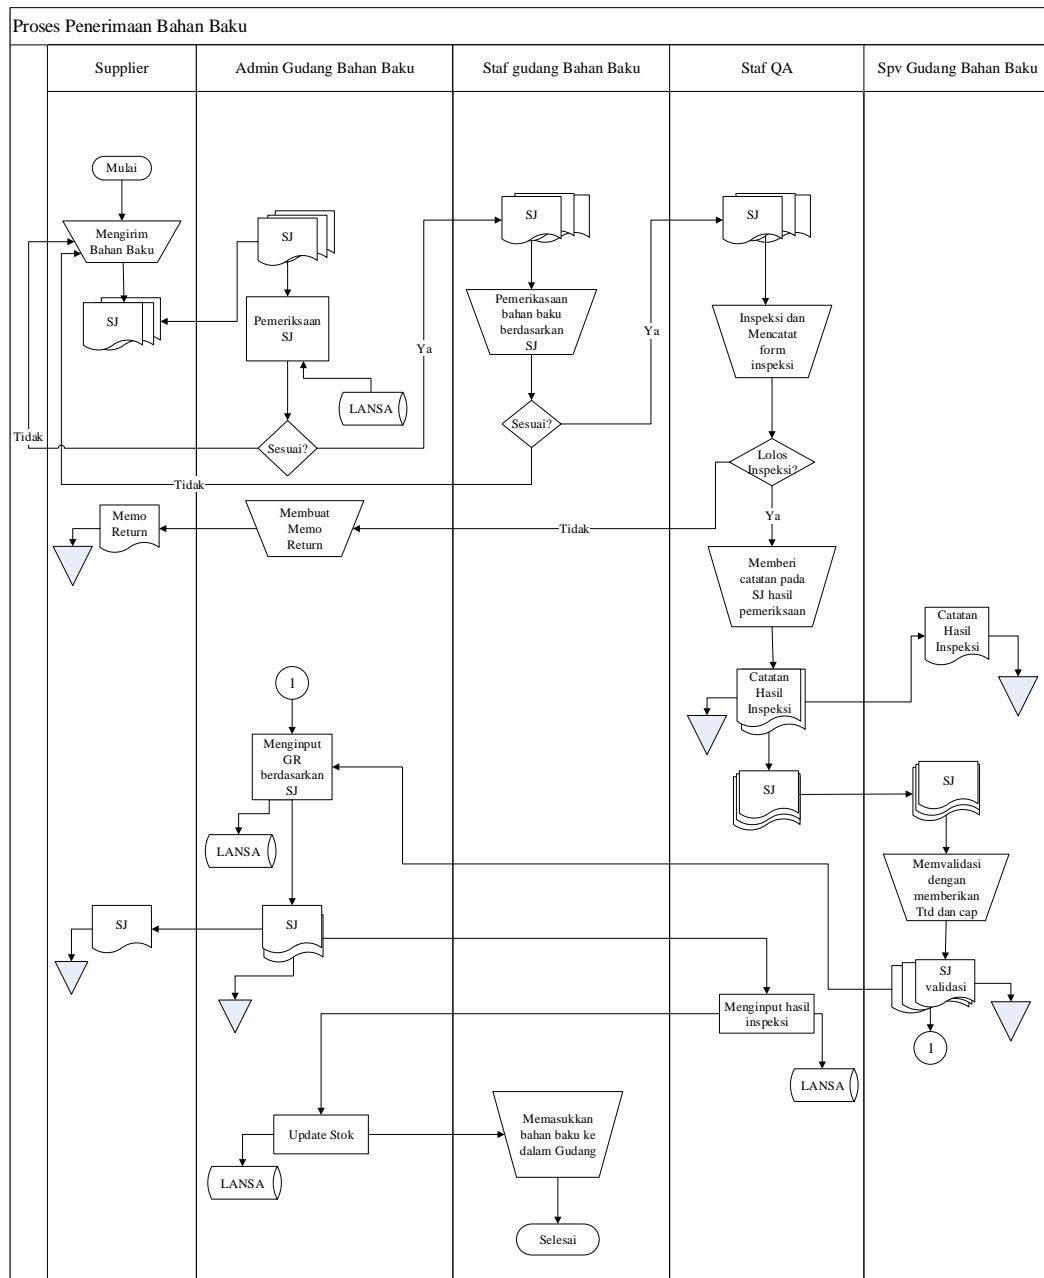 Proses Penerimaan Bahan Baku
Supplier
Admin Gudang Bahan Baku
Staf gudang Bahan Baku
Staf QA
Spv Gudang Bahan Baku
Mulai
Mengirim
Bahan Baku
SJ
SJ
Pemeriksaan
SJ
LANSA
Sesuai?
Tidak
Ya
SJ
Pemerikasaan
bahan baku
berdasarkan
SJ
Sesuai?
Tidak
Ya
SJ
Inspeksi dan
Mencatat
form
inspeksi
Lolos
Inspeksi?
Tidak
Ya
Membuat
Memo
Return
Memo
Return
Memberi
catatan pada
SJ hasil
pemeriksaan
Catatan
Hasil
Inspeksi
Catatan
Hasil
Inspeksi
SJ
SJ
Memvalidasi
dengan
memberikan
Ttd dan cap
SJ
validasi
1
1
Menginput
GR
berdasarkan
SJ
LANSA
SJ
SJ
Menginput hasil
inspeksi
LANSA
Update Stok
LANSA
Memasukkan
bahan baku ke
dalam Gudang
Selesai